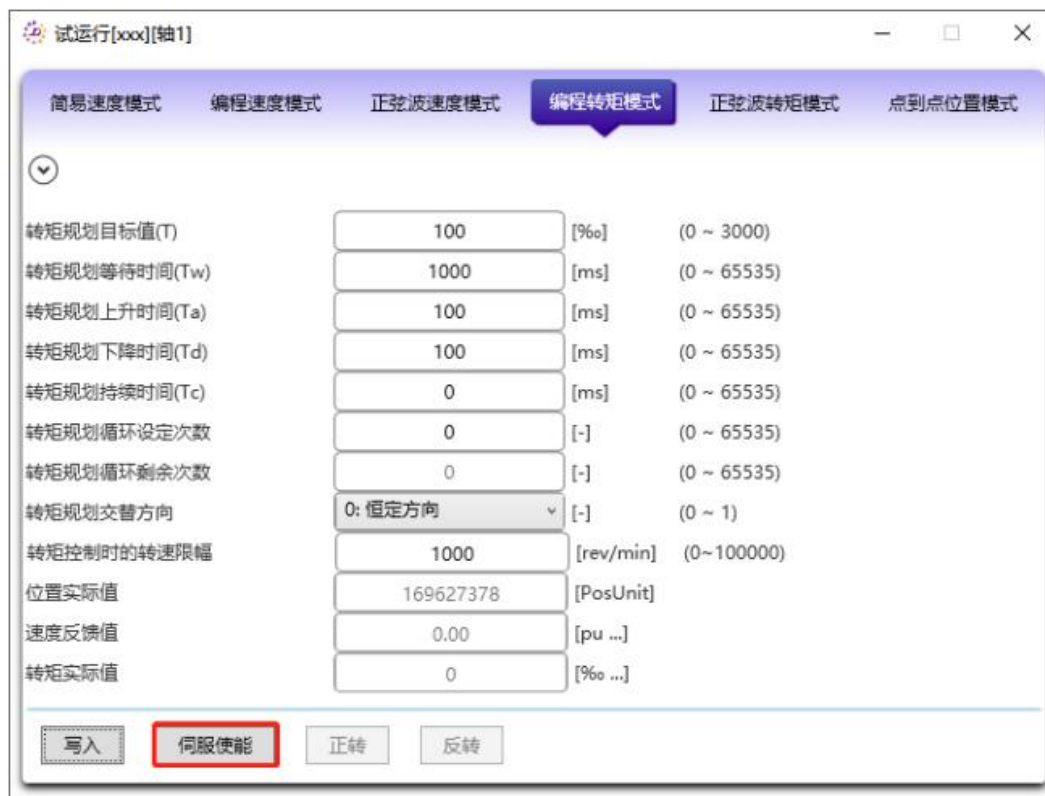 试运行[xxx][轴1]
简易速度模式 编程速度模式 正弦波速度模式 编程转矩模式 正弦波转矩模式 点到点位置模式
转矩规划目标值(T) 100 [‰] (0 ~ 3000)
转矩规划等待时间(Tw) 1000 [ms] (0 ~ 65535)
转矩规划上升时间(Ta) 100 [ms] (0 ~ 65535)
转矩规划下降时间(Td) 100 [ms] (0 ~ 65535)
转矩规划持续时间(Tc) 0 [ms] (0 ~ 65535)
转矩规划循环设定次数 0 [-] (0 ~ 65535)
转矩规划循环剩余次数 0 [-] (0 ~ 65535)
转矩规划交替方向 0: 恒定方向 [-] (0 ~ 1)
转矩控制时的转速限幅 1000 [rev/min] (0~100000)
位置实际值 169627378 [PosUnit]
速度反馈值 0.00 [pu ...]
转矩实际值 0 [‰ ...]
写入 伺服使能 正转 反转